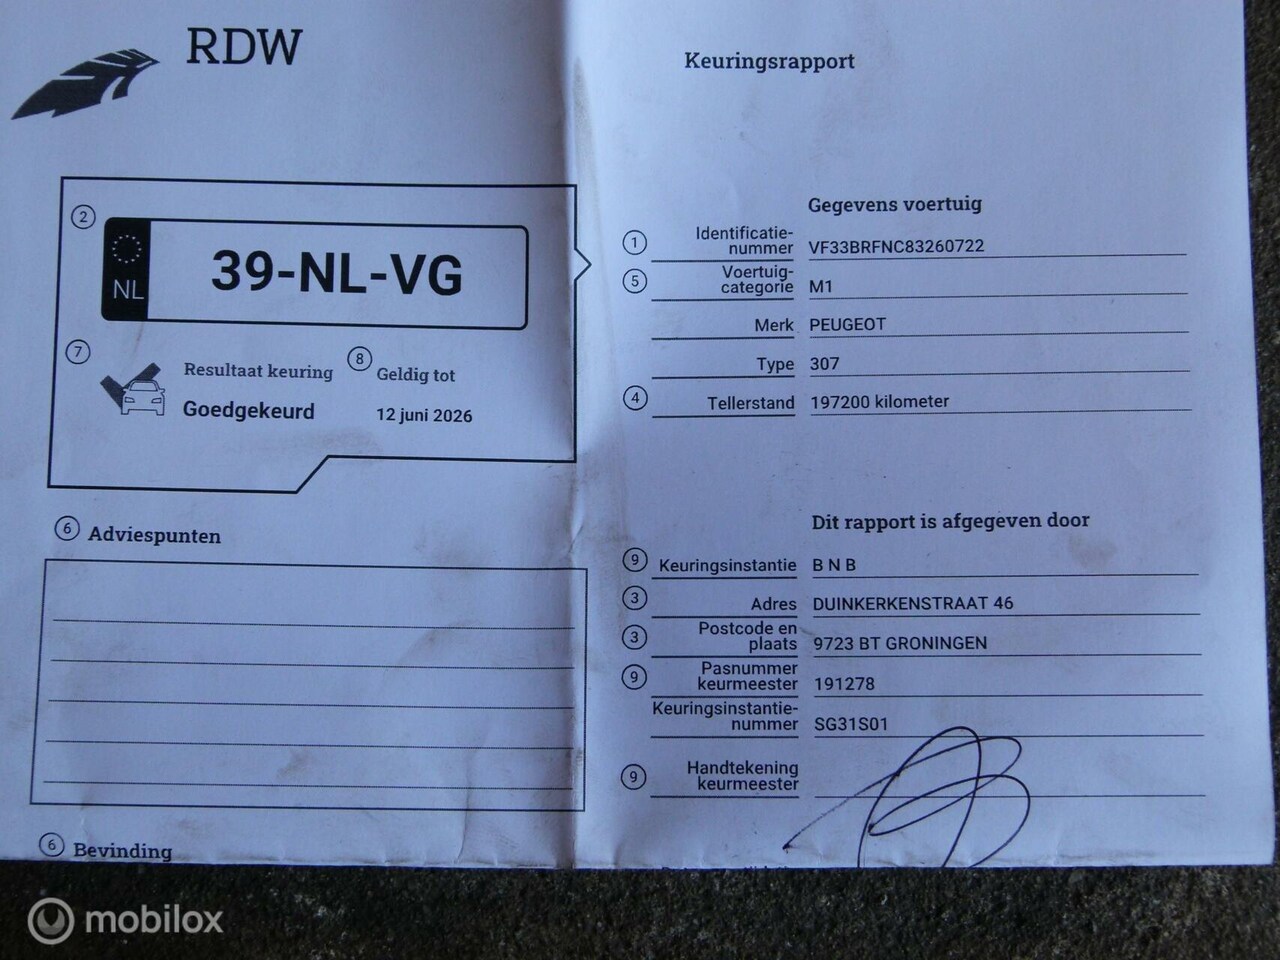 RDW
Keuringsrapport
2
NL
39-NL-VG
7
Resultaat keuring
Goedgekeurd
8
Geldig tot
12 juni 2026
6 Adviespunten
6 Bevinding
Gegevens voertuig
1 Identificatie-
nummer VF33BRFNC83260722
5 Voertuig-
categorie M1
Merk PEUGEOT
Type 307
4 Tellerstand 197200 kilometer
Dit rapport is afgegeven door
9 Keuringsinstantie B N B
3 Adres DUINKERKENSTRAAT 46
3 Postcode en
plaats 9723 BT GRONINGEN
9 Pasnummer
keurmeester 191278
Keuringsinstantie-
nummer SG31S01
9 Handtekening
keurmeester
mobilox